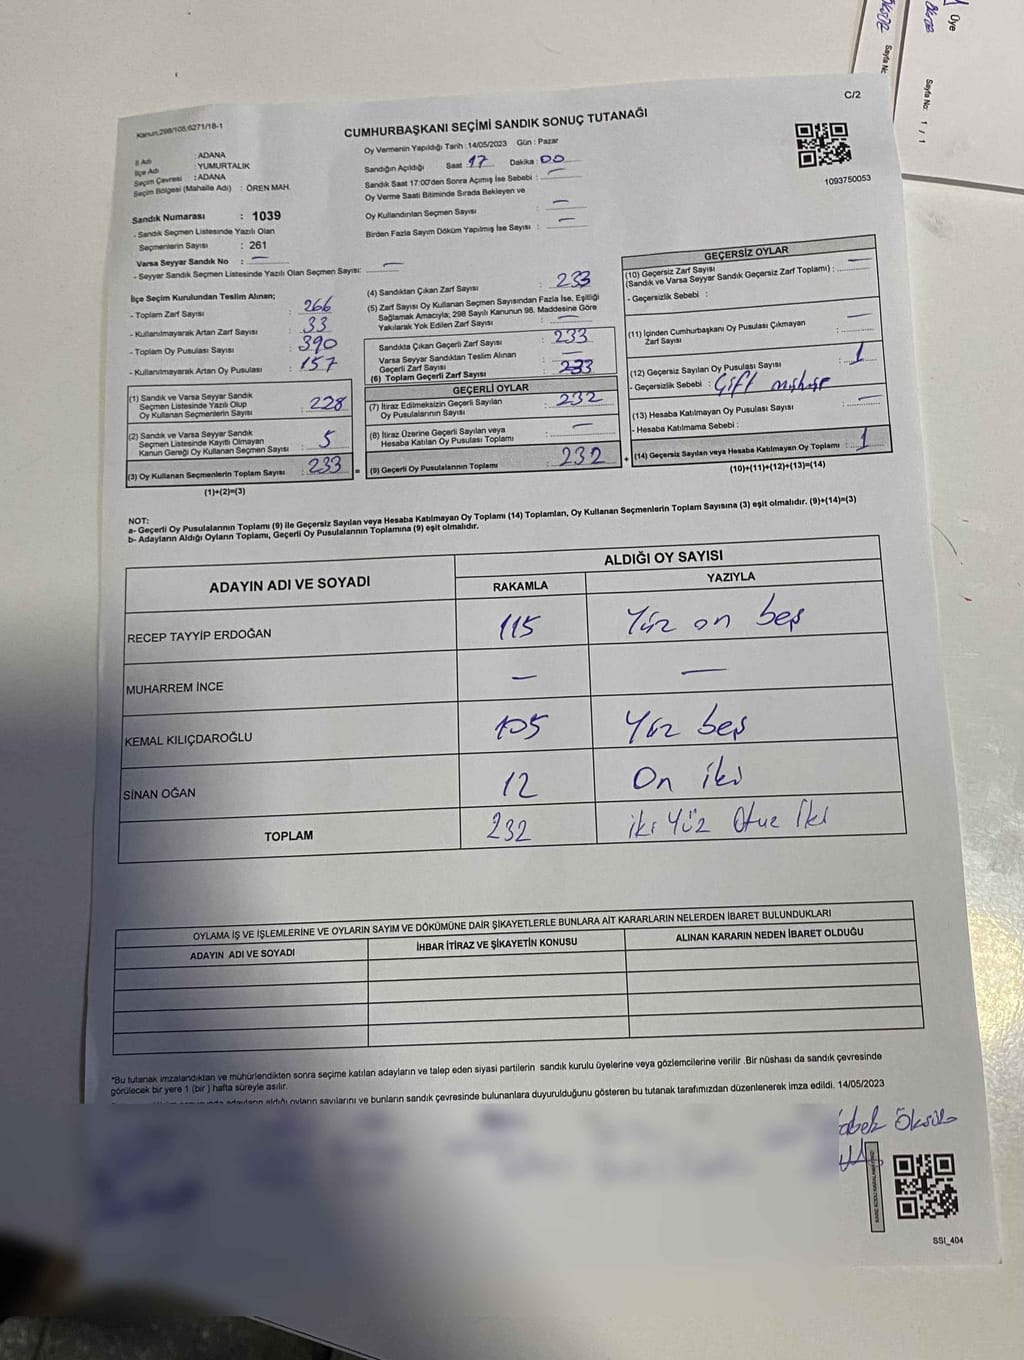 Üye
Sayfa No: 1 / 1
Sayfa No
C/2
Kanun:298/105;6271/18-1
CUMHURBAŞKANI SEÇİMİ SANDIK SONUÇ TUTANAĞI
İl Adı : ADANA
İlçe Adı : YUMURTALIK
Seçim Çevresi : ADANA
Seçim Bölgesi (Mahalle Adı) : ÖREN MAH.
Sandık Numarası : 1039
- Sandık Seçmen Listesinde Yazılı Olan
Seçmenlerin Sayısı : 261
Varsa Seyyar Sandık No : —
- Seyyar Sandık Seçmen Listesinde Yazılı Olan Seçmen Sayısı: —
Oy Vermenin Yapıldığı Tarih :14/05/2023 Gün : Pazar
Sandığın Açıldığı Saat 17 Dakika : 00
Sandık Saat 17:00'den Sonra Açımış İse Sebebi : —
Oy Verme Saati Bitiminde Sırada Bekleyen ve
Oy Kullandırılan Seçmen Sayısı : —
Birden Fazla Sayım Döküm Yapılmış İse Sayısı : —
1093750053
İlçe Seçim Kurulundan Teslim Alınan;
- Toplam Zarf Sayısı : 266
- Kullanılmayarak Artan Zarf Sayısı : 33
- Toplam Oy Pusulası Sayısı : 390
- Kullanılmayarak Artan Oy Pusulası : 157
(1) Sandık ve Varsa Seyyar Sandık
Seçmen Listesinde Yazılı Olup
Oy Kullanan Seçmenlerin Sayısı : 228
(2) Sandık ve Varsa Seyyar Sandık
Seçmen Listesinde Kayıtlı Olmayan
Kanun Gereği Oy Kullanan Seçmen Sayısı : 5
(3) Oy Kullanan Seçmenlerin Toplam Sayısı : 233
(1)+(2)=(3)
(4) Sandıktan Çıkan Zarf Sayısı : 233
(5) Zarf Sayısı Oy Kullanan Seçmen Sayısından Fazla İse, Eşitliği
Sağlamak Amacıyla; 298 Sayılı Kanunun 98. Maddesine Göre
Yakılarak Yok Edilen Zarf Sayısı : —
Sandıkta Çıkan Geçerli Zarf Sayısı : 233
Varsa Seyyar Sandıktan Teslim Alınan
Geçerli Zarf Sayısı : —
(6) Toplam Geçerli Zarf Sayısı : 233
GEÇERLİ OYLAR
(7) İtiraz Edilmeksizin Geçerli Sayılan
Oy Pusulalarının Sayısı : 232
(8) İtiraz Üzerine Geçerli Sayılan veya
Hesaba Katılan Oy Pusulası Toplamı : —
= (9) Geçerli Oy Pusulalarının Toplamı : 232
GEÇERSİZ OYLAR
(10) Geçersiz Zarf Sayısı
(Sandık ve Varsa Seyyar Sandık Geçersiz Zarf Toplamı) : —
- Geçersizlik Sebebi :
(11) İçinden Cumhurbaşkanı Oy Pusulası Çıkmayan
Zarf Sayısı : —
(12) Geçersiz Sayılan Oy Pusulası Sayısı : 1
- Geçersizlik Sebebi : Çift
(13) Hesaba Katılmayan Oy Pusulası Sayısı : —
- Hesaba Katılmama Sebebi :
+ (14) Geçersiz Sayılan veya Hesaba Katılmayan Oy Toplamı : 1
(10)+(11)+(12)+(13)=(14)
NOT:
a- Geçerli Oy Pusulalarının Toplamı (9) ile Geçersiz Sayılan veya Hesaba Katılmayan Oy Toplamı (14) Toplamları, Oy Kullanan Seçmenlerin Toplam Sayısına (3) eşit olmalıdır. (9)+(14)=(3)
b- Adayların Aldığı Oyların Toplamı, Geçerli Oy Pusulalarının Toplamına (9) eşit olmalıdır.
ADAYIN ADI VE SOYADI
ALDIĞI OY SAYISI
RAKAMLA YAZIYLA
RECEP TAYYİP ERDOĞAN 115 Yüz on beş
MUHARREM İNCE — —
KEMAL KILIÇDAROĞLU 105 Yüz beş
SİNAN OĞAN 12 On iki
TOPLAM 232 iki Yüz Otuz İki
OYLAMA İŞ VE İŞLEMLERİNE VE OYLARIN SAYIM VE DÖKÜMÜNE DAİR ŞİKAYETLERLE BUNLARA AİT KARARLARIN NELERDEN İBARET BULUNDUKLARI
ADAYIN ADI VE SOYADI İHBAR İTİRAZ VE ŞİKAYETİN KONUSU ALINAN KARARIN NEDEN İBARET OLDUĞU
*Bu tutanak imzalandıktan ve mühürlendikten sonra seçime katılan adayların ve talep eden siyasi partilerin sandık kurulu üyelerine veya gözlemcilerine verilir .Bir nüshası da sandık çevresinde
görülecek bir yere 1 (bir ) hafta süreyle asılır.
adayların aldığı oyların sayılarını ve bunların sandık çevresinde bulunanlara duyurulduğunu gösteren bu tutanak tarafımızdan düzenlenerek imza edildi. 14/05/2023
SSI_404